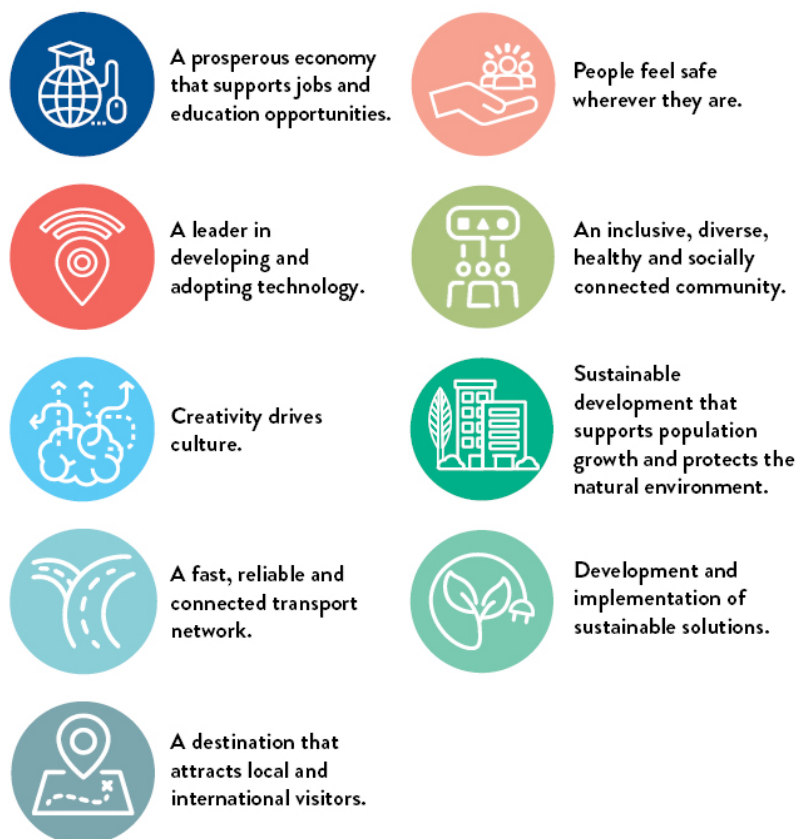 A prosperous economy
that supports jobs and
education opportunities.
A leader in
developing and
adopting technology.
Creativity drives
culture.
A fast, reliable and
connected transport
network.
A destination that
attracts local and
international visitors.
People feel safe
wherever they are.
An inclusive, diverse,
healthy and socially
connected community.
Sustainable
development that
supports population
growth and protects the
natural environment.
Development and
implementation of
sustainable solutions.